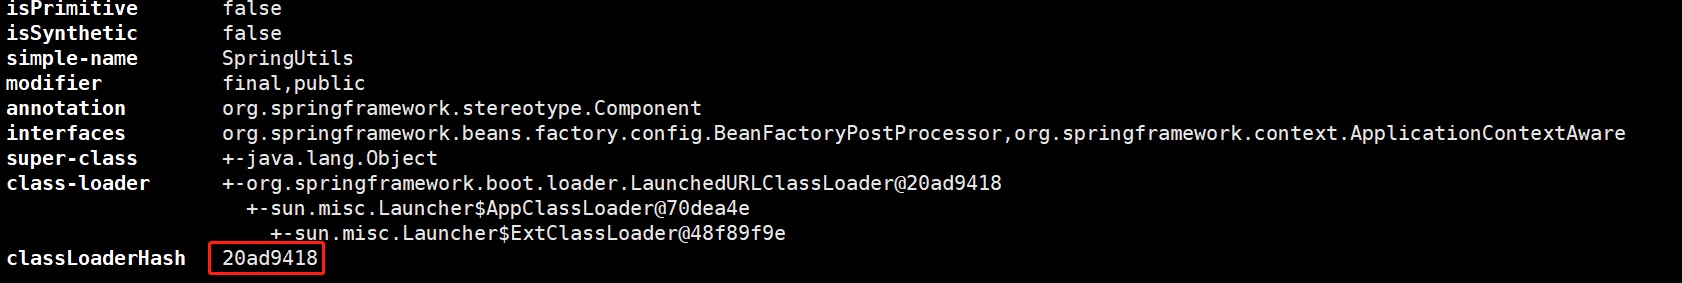 isPrimitive false
isSynthetic false
simple-name SpringUtils
modifier final,public
annotation org.springframework.stereotype.Component
interfaces org.springframework.beans.factory.config.BeanFactoryPostProcessor,org.springframework.context.ApplicationContextAware
super-class +-java.lang.Object
class-loader +-org.springframework.boot.loader.LaunchedURLClassLoader@20ad9418
+-sun.misc.Launcher$AppClassLoader@70dea4e
+-sun.misc.Launcher$ExtClassLoader@48f89f9e
classLoaderHash 20ad9418